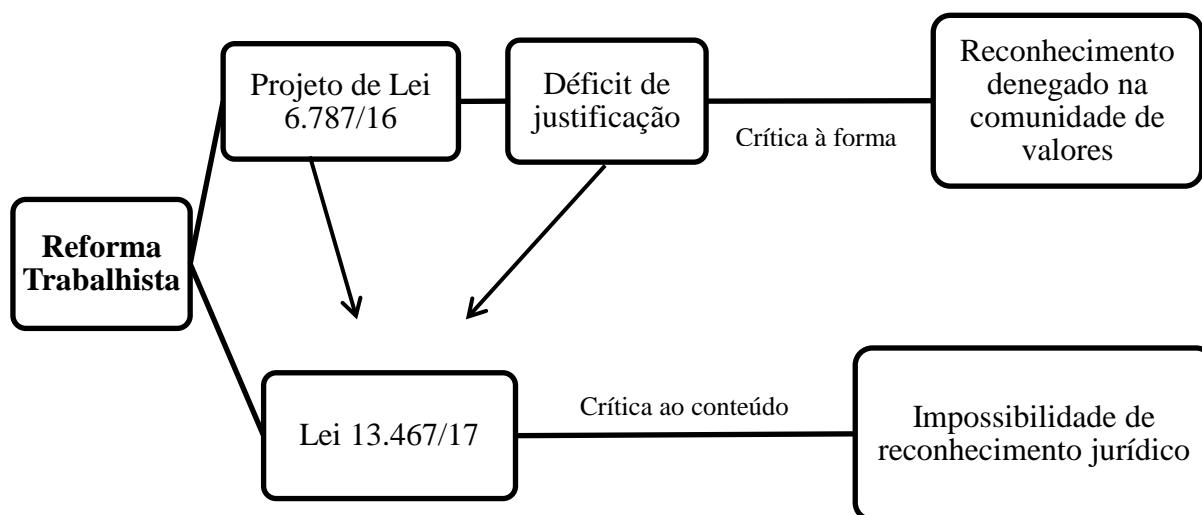 Projeto de Lei
6.787/16
Déficit de
justificação
Crítica à forma
Reconhecimento
denegado na
comunidade de
valores
Reforma
Trabalhista
Lei 13.467/17
Crítica ao conteúdo
Impossibilidade de
reconhecimento jurídico